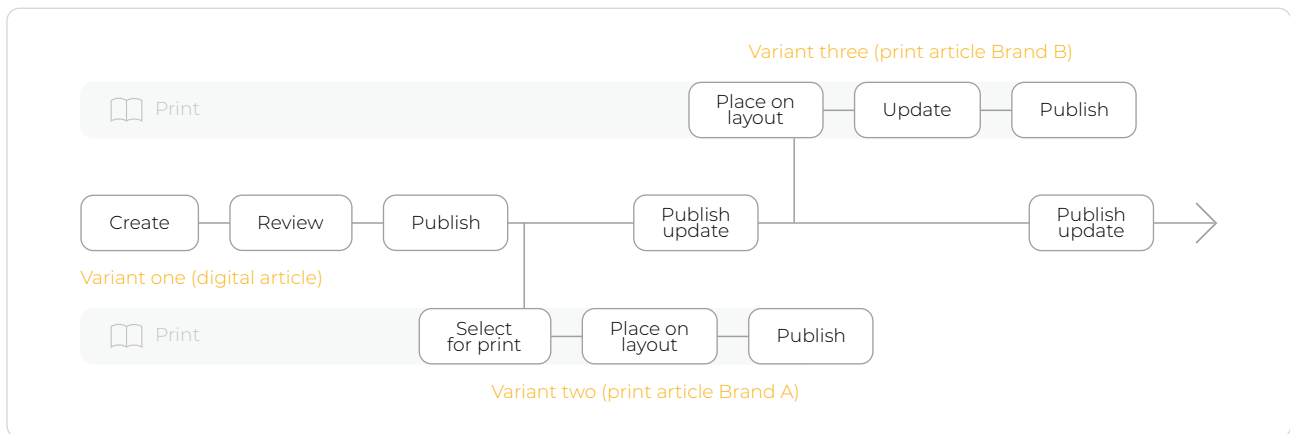 Variant three (print article Brand B)
Print
Place on
layout
Update
Publish
Create
Review
Publish
Publish
update
Publish
update
Variant one (digital article)
Print
Select
for print
Place on
layout
Publish
Variant two (print article Brand A)